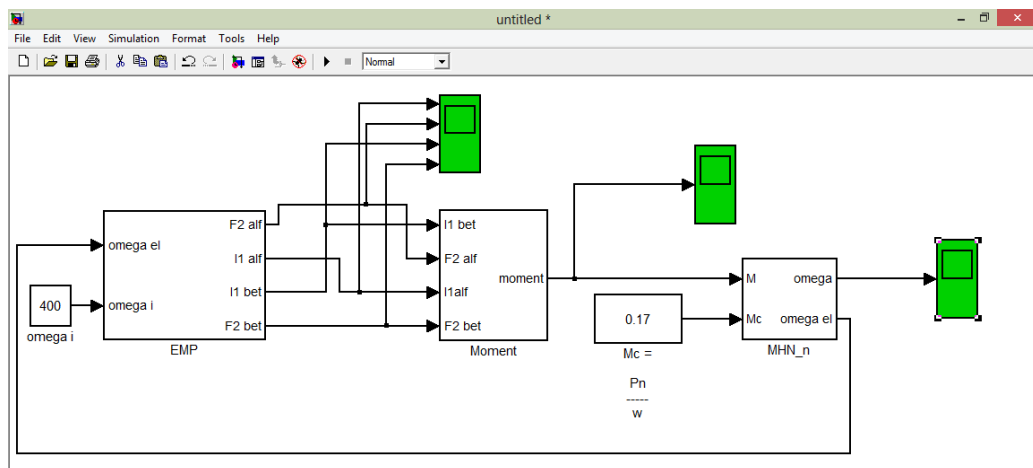 untitled *
File Edit View Simulation Format Tools Help
Normal
F2 alf
I1 alf
I1 bet
F2 bet
omega el
omega i
EMP
400
omega i
I1 bet
F2 alf
I1alf
F2 bet
moment
Moment
0.17
Mc =
Pn
-----
w
M
Mc
omega
omega el
MHN_n